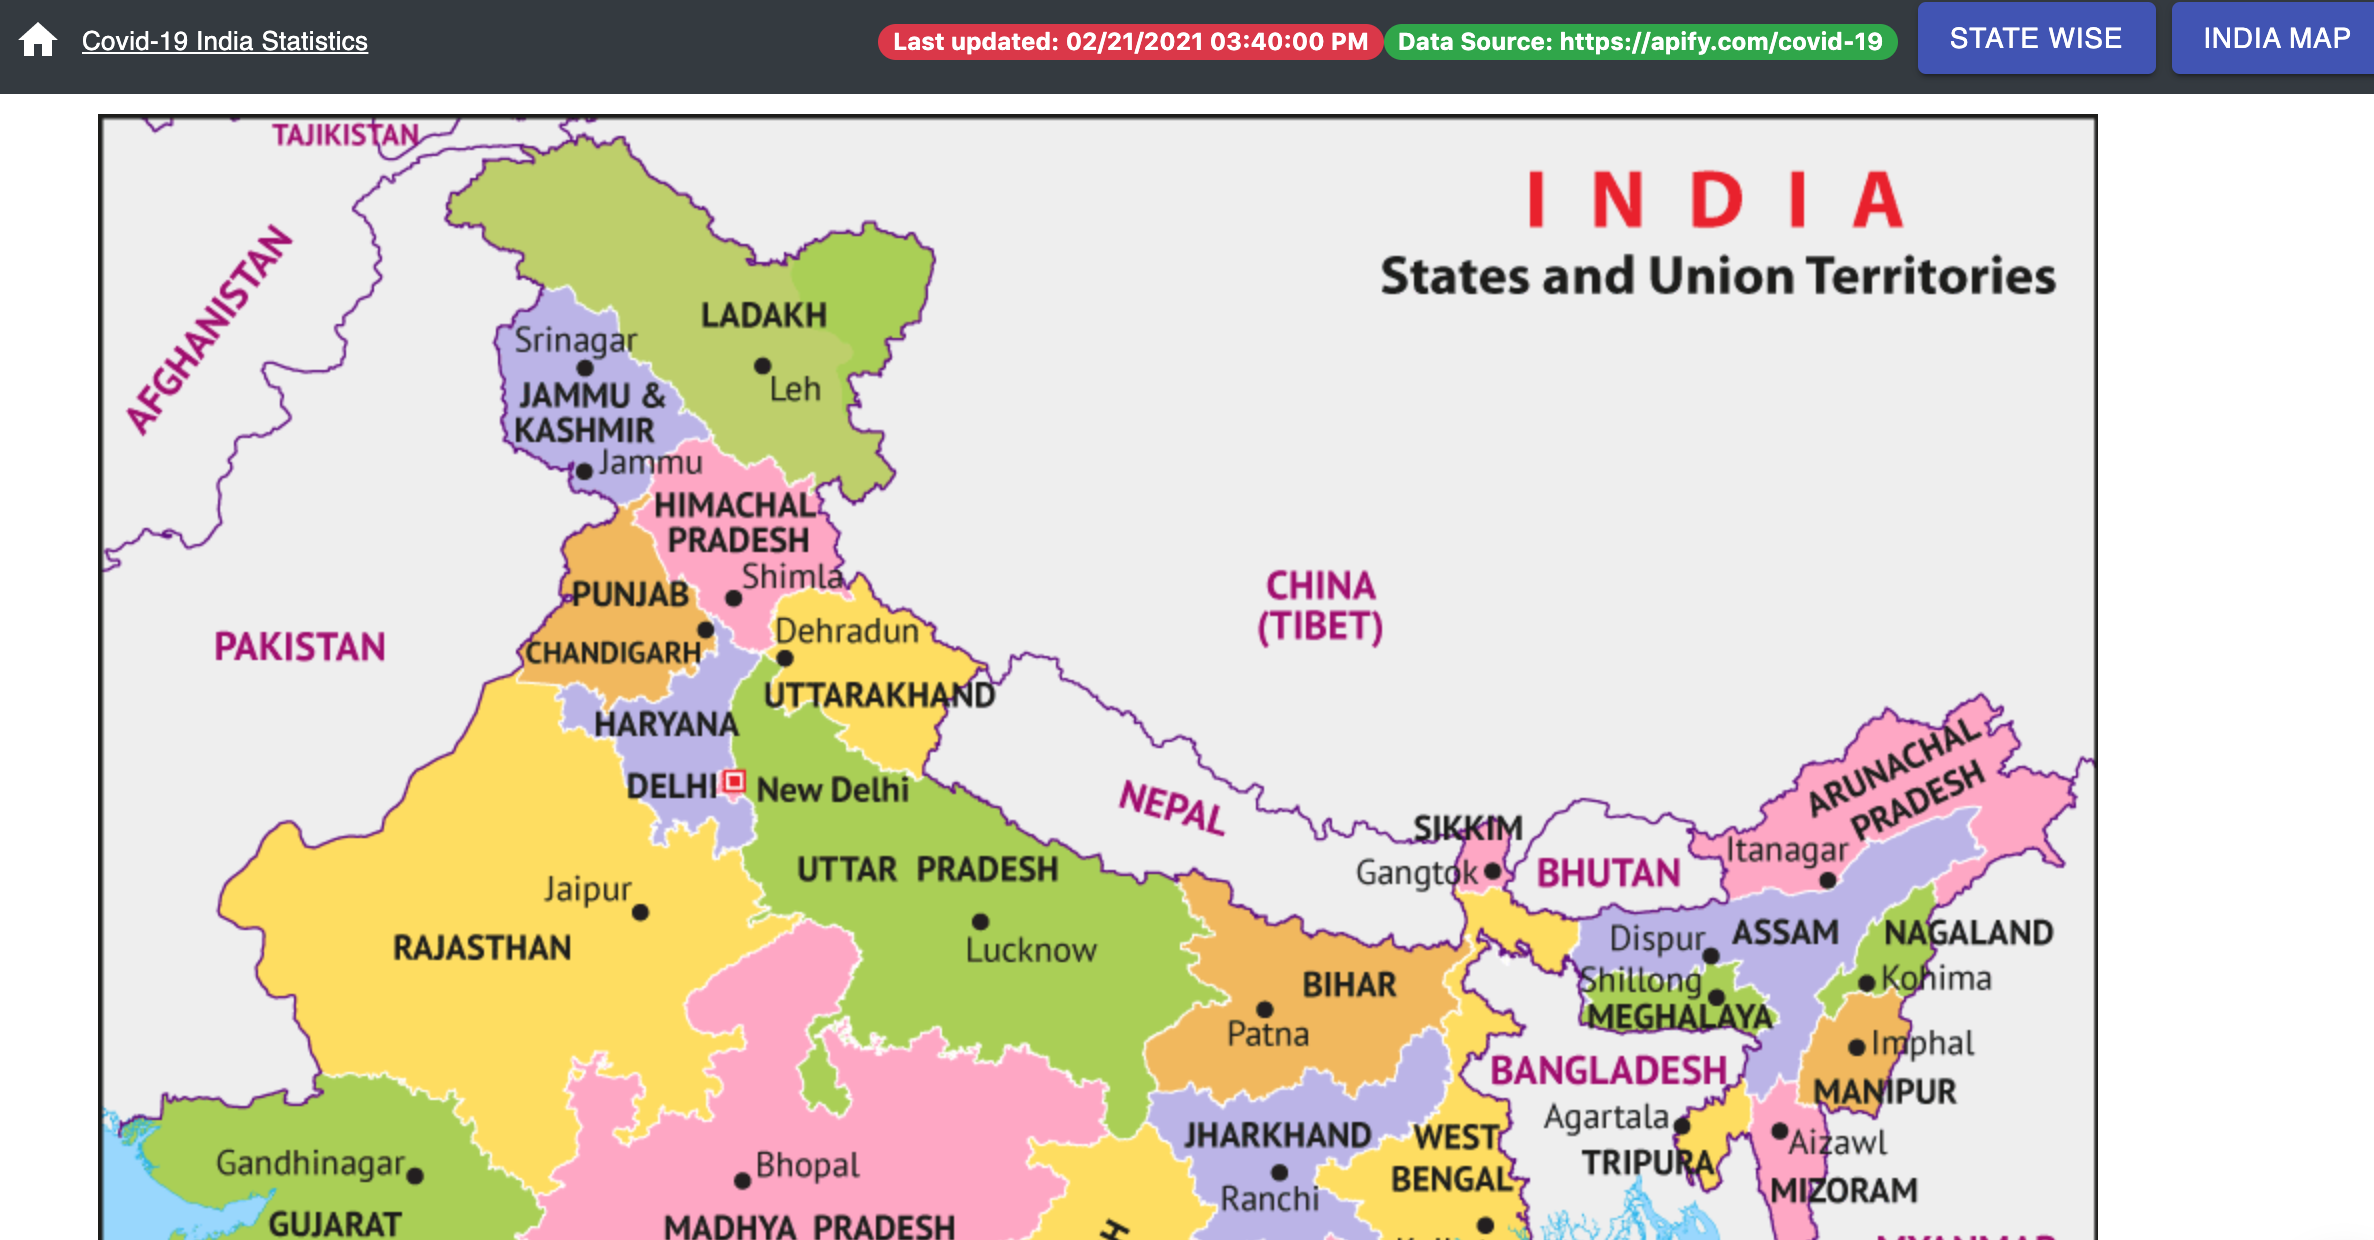 Covid-19 India Statistics
Last updated: 02/21/2021 03:40:00 PM
Data Source: https://apify.com/covid-19
STATE WISE
INDIA MAP
TAJIKISTAN
INDIA
States and Union Territories
AFGHANISTAN
LADAKH
Leh
Srinagar
JAMMU &
KASHMIR
Jammu
HIMACHAL
PRADESH
Shimla
PUNJAB
CHANDIGARH
PAKISTAN
CHINA
(TIBET)
Dehradun
UTTARAKHAND
HARYANA
DELHI
New Delhi
NEPAL
SIKKIM
Gangtok
BHUTAN
ARUNACHAL
PRADESH
Itanagar
UTTAR PRADESH
Lucknow
Jaipur
RAJASTHAN
BIHAR
Patna
Dispur
ASSAM
NAGALAND
Kohima
Shillong
MEGHALAYA
Imphal
MANIPUR
BANGLADESH
Agartala
TRIPURA
Aizawl
MIZORAM
JHARKHAND
Ranchi
WEST
BENGAL
Gandhinagar
GUJARAT
Bhopal
MADHYA PRADESH
H